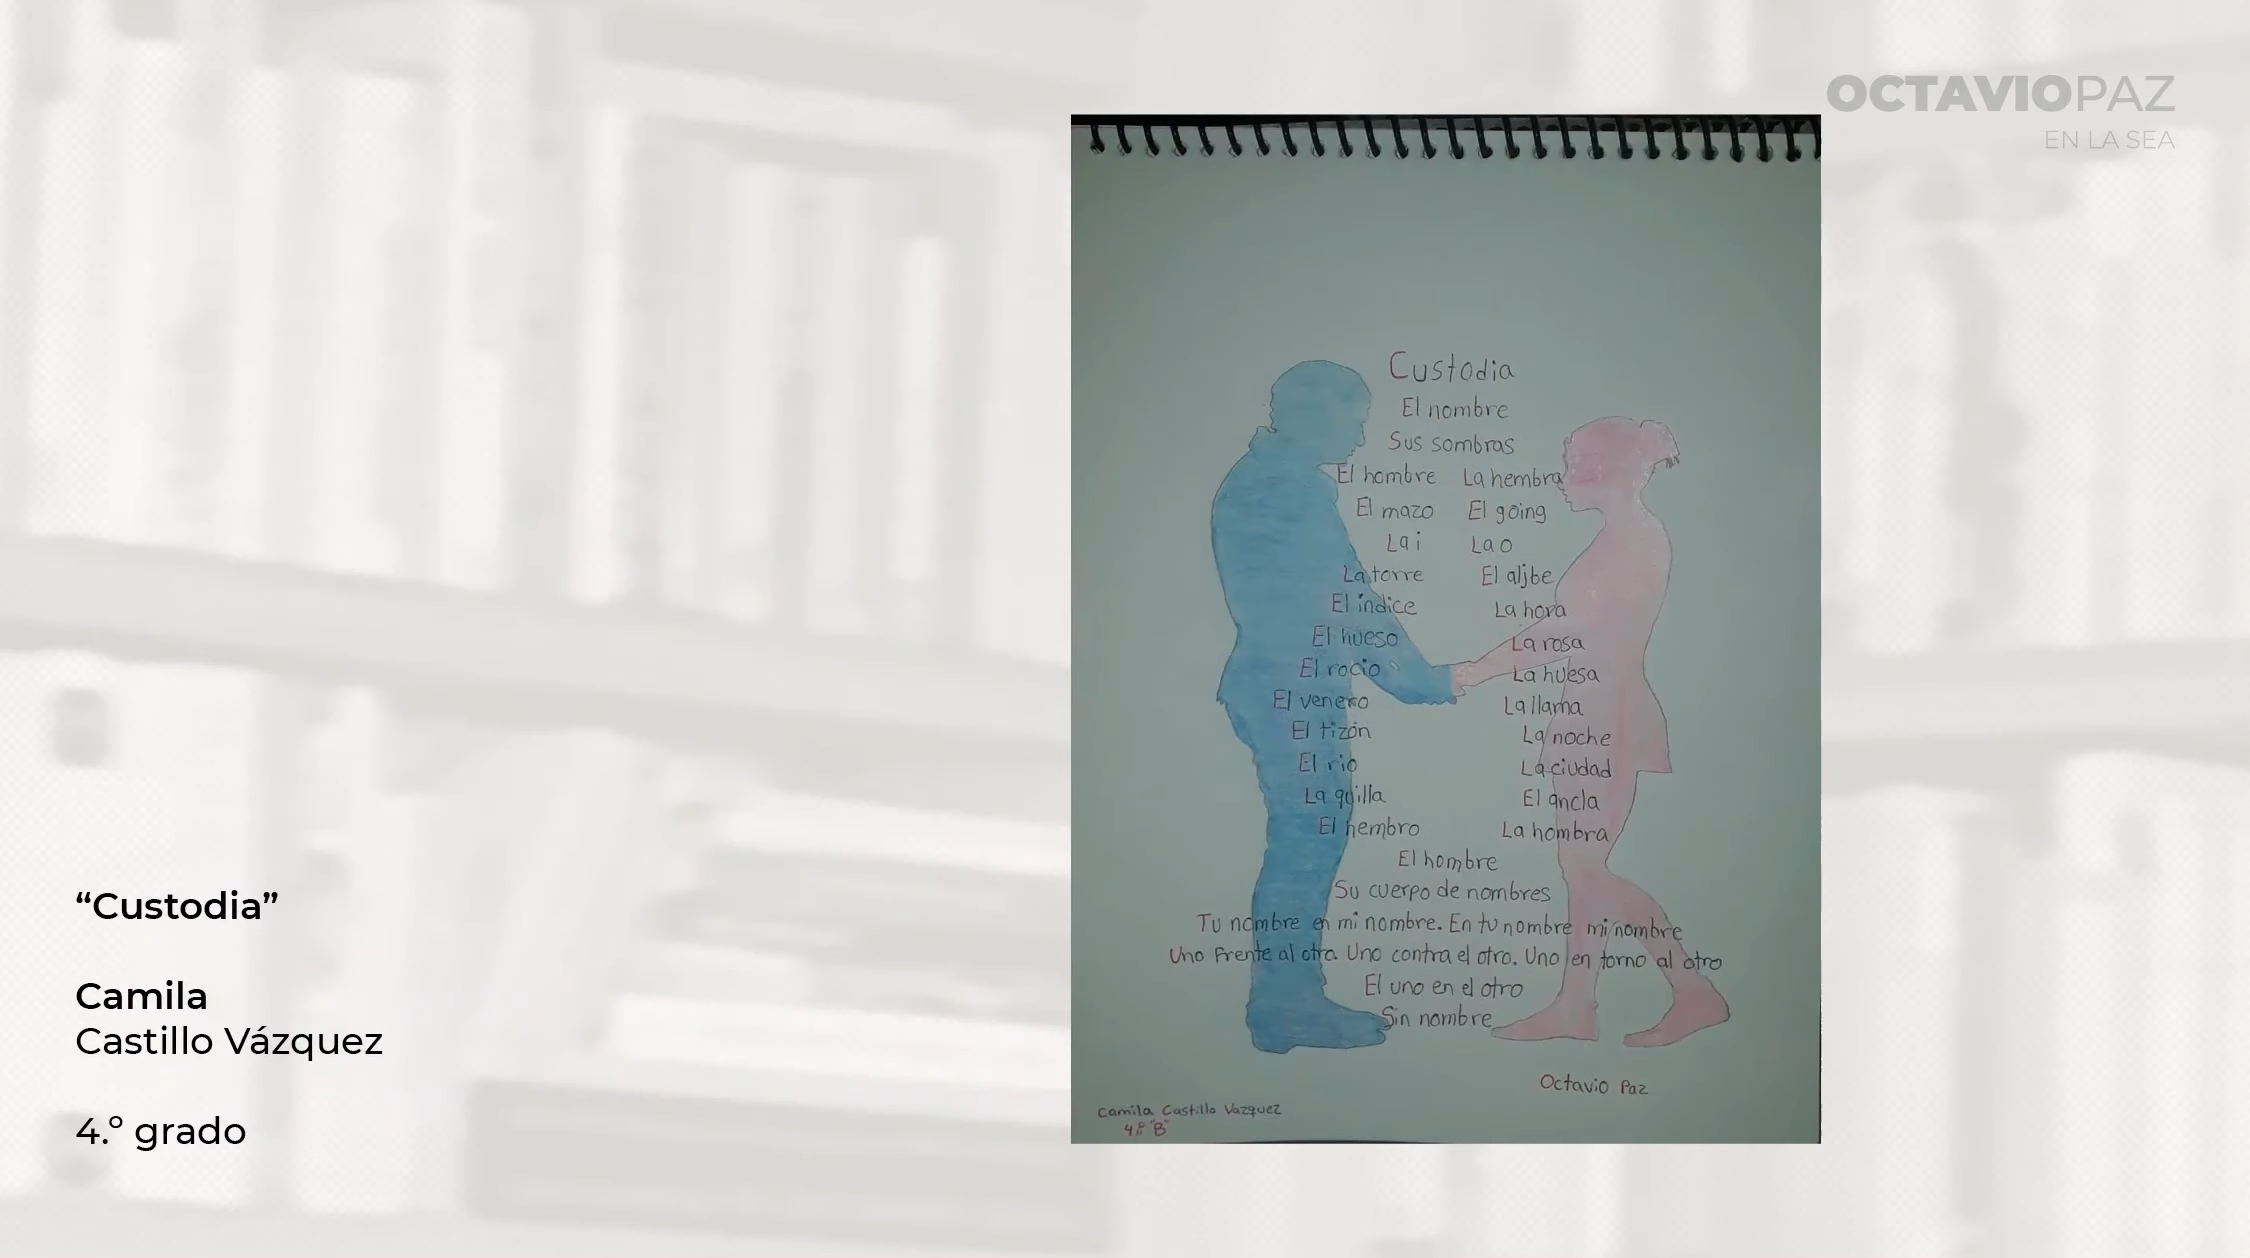 OCTAVIOPAZ
EN LA SEA
Custodia
El nombre
Sus sombras
El hombre La hembra
El mazo El going
La i La o
La torre El aljbe
El índice La hora
El hueso La rosa
El rocio La huesa
El venero La llama
El tizón La noche
El rio La ciudad
La quilla El ancla
El hembro La hombra
El hombre
Su cuerpo de nombres
Tu nombre en mi nombre. En tu nombre mi nombre
Uno frente al otro. Uno contra el otro. Uno en torno al otro
El uno en el otro
Sin nombre
Octavio Paz
Camila Castillo Vazquez
4.º "B"
“Custodia”
Camila
Castillo Vázquez
4.º grado